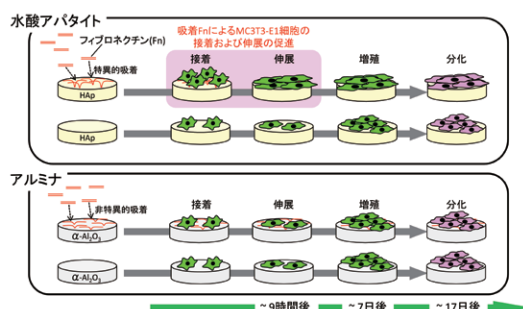 水酸アパタイト
フィブロネクチン(Fn)
特異的吸着
吸着FnによるMC3T3-E1細胞の
接着および伸展の促進
接着 伸展 増殖 分化
HAp
HAp
アルミナ
非特異的吸着
接着 伸展 増殖 分化
α-Al₂O₃
α-Al₂O₃
~9時間後 ~7日後 ~17日後